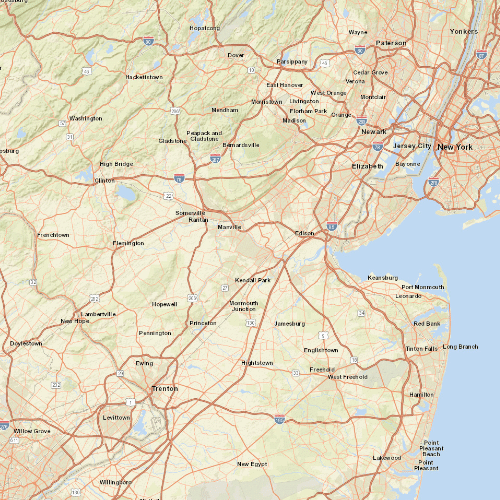 Hopatcong
Wayne
Yonkers
Paterson
Dover
Parsippany
Hackettstown
Cedar Grove
Verona
East Hanover
West Orange
Montclair
Morristown
Livingston
Mendham
Florham Park
Madison
Orange
Washington
Newark
Peapack and
Gladstone
Gladstone
Bernardsville
Jersey City
New York
High Bridge
Elizabeth
Bayonne
Clinton
Somerville
Raritan
Manville
Edison
Frenchtown
Flemington
Kendall Park
Keansburg
Port Monmouth
Leonardo
Hopewell
Monmouth
Junction
Lambertville
New Hope
Princeton
Jamesburg
Red Bank
Pennington
Doylestown
Englishtown
Tinton Falls
Long Branch
Ewing
Hightstown
Freehold
West Freehold
Trenton
Hamilton
Levittown
Willow Grove
Point
Pleasant
Beach
Lakewood
Point
Pleasant
New Egypt
Willingboro